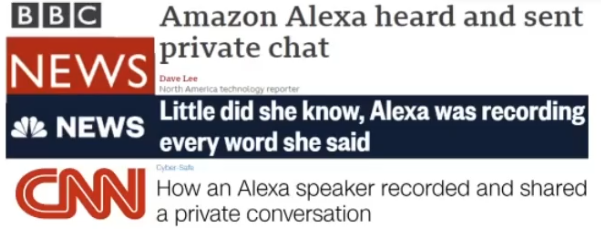 BBC
NEWS
Amazon Alexa heard and sent
private chat
Dave Lee
North America technology reporter
NEWS
Little did she know, Alexa was recording
every word she said
Cyber-Safe
CNN
How an Alexa speaker recorded and shared
a private conversation